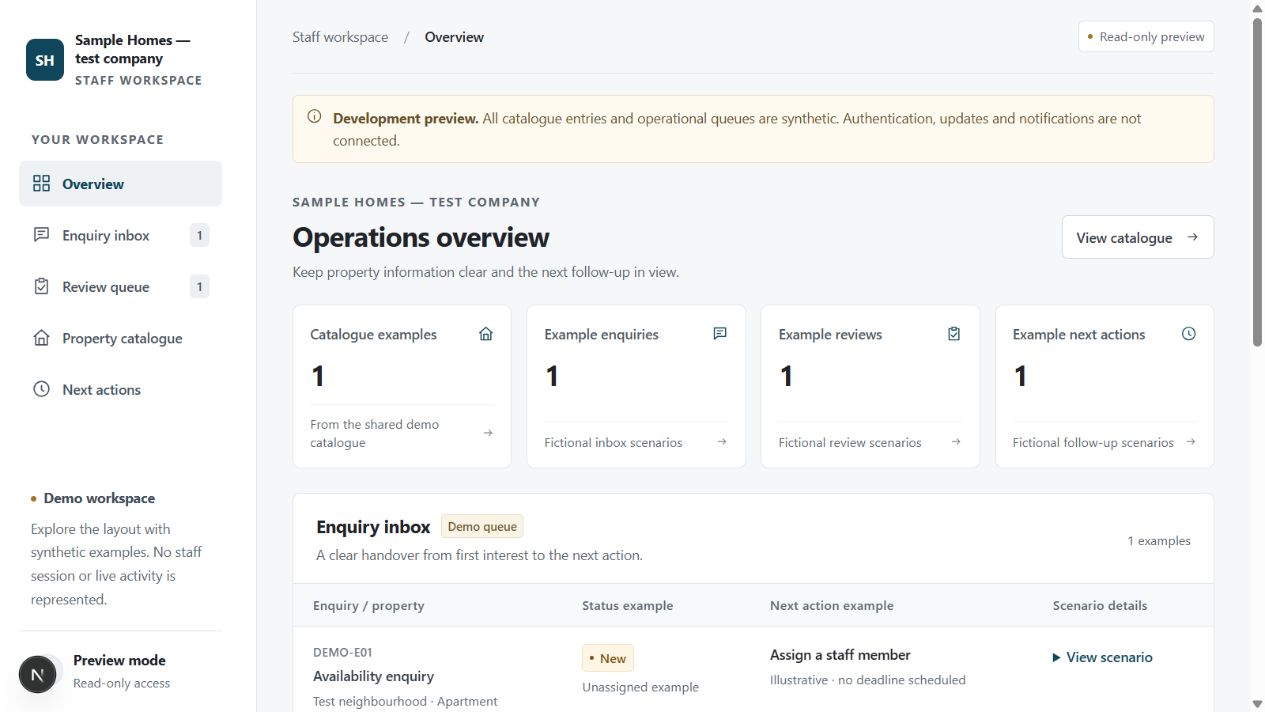 SH
Sample Homes —
test company
STAFF WORKSPACE
YOUR WORKSPACE
Overview
Enquiry inbox 1
Review queue 1
Property catalogue
Next actions
Demo workspace
Explore the layout with
synthetic examples. No staff
session or live activity is
represented.
N
Preview mode
Read-only access
Staff workspace / Overview
Read-only preview
Development preview. All catalogue entries and operational queues are synthetic. Authentication, updates and notifications are not
connected.
SAMPLE HOMES — TEST COMPANY
Operations overview
View catalogue →
Keep property information clear and the next follow-up in view.
Catalogue examples
1
From the shared demo
catalogue →
Example enquiries
1
Fictional inbox scenarios →
Example reviews
1
Fictional review scenarios →
Example next actions
1
Fictional follow-up scenarios →
Enquiry inbox Demo queue
A clear handover from first interest to the next action.
1 examples
Enquiry / property Status example Next action example Scenario details
DEMO-E01
Availability enquiry
Test neighbourhood · Apartment
• New
Unassigned example
Assign a staff member
Illustrative · no deadline scheduled
▶ View scenario